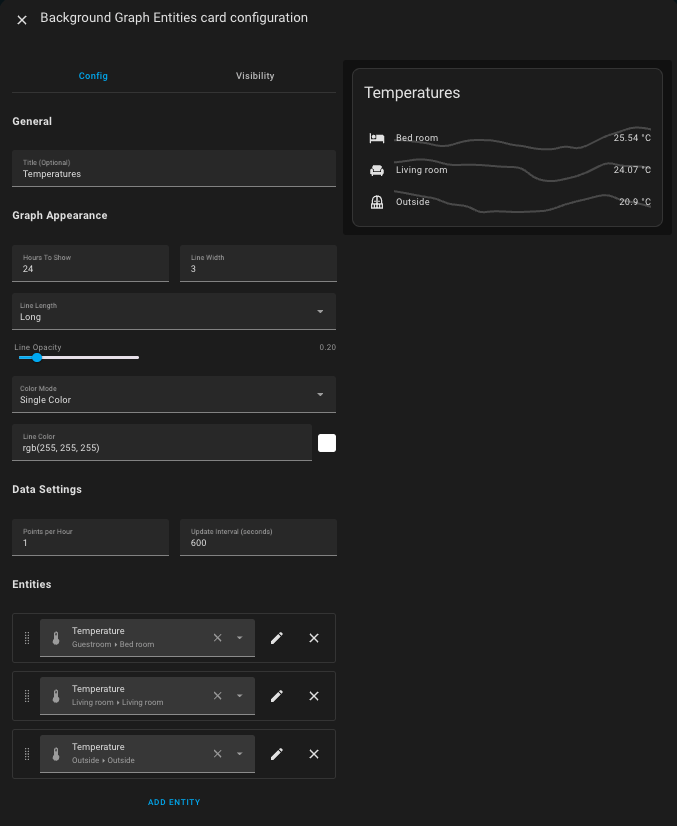 Background Graph Entities card configuration
Config
Visibility
General
Title (Optional)
Temperatures
Graph Appearance
Hours To Show
24
Line Width
3
Line Length
Long
Line Opacity
0.20
Color Mode
Single Color
Line Color
rgb(255, 255, 255)
Data Settings
Points per Hour
1
Update Interval (seconds)
600
Entities
Temperature
Guestroom ▸ Bed room
Temperature
Living room ▸ Living room
Temperature
Outside ▸ Outside
ADD ENTITY
Temperatures
Bed room
25.54 °C
Living room
24.07 °C
Outside
20.9 °C